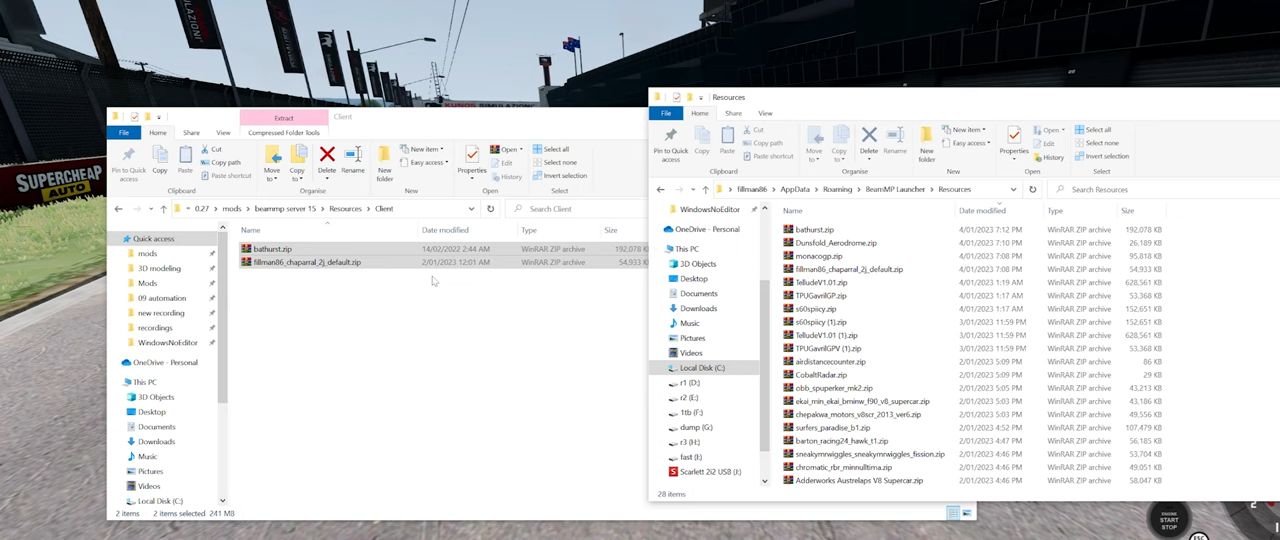 SUPERCHEAP
AUTO
KUNOS SIMULAZIONI
Extract
Client
File
Home
Share
View
Compressed Folder Tools
Pin to Quick
access
Copy
Paste
Cut
Copy path
Paste shortcut
Clipboard
Move
to
Copy
to
Delete
Rename
Organise
New
folder
New item
Easy access
New
Properties
Open
Edit
History
Open
Select all
Select none
Invert selection
Select
0.27 > mods > beammp server 15 > Resources > Client
Search Client
Name
Date modified
Type
Size
bathurst.zip 14/02/2022 2:44 AM WinRAR ZIP archive 192,078 KB
fillman86_chaparral_2j_default.zip 2/01/2023 12:01 AM WinRAR ZIP archive 54,933 KB
Quick access
mods
3D modeling
Mods
09 automation
new recording
recordings
WindowsNoEditor
OneDrive - Personal
This PC
3D Objects
Desktop
Documents
Downloads
Music
Pictures
Videos
Local Disk (C:)
2 items 2 items selected 241 MB
Resources
File
Home
Share
View
Pin to Quick
access
Copy
Paste
Cut
Copy path
Paste shortcut
Clipboard
Move
to
Copy
to
Delete
Rename
Organise
New
folder
New item
Easy access
New
Properties
Open
Edit
History
Open
Select all
Select none
Invert selection
Select
fillman86 > AppData > Roaming > BeamMP Launcher > Resources
Search Resources
WindowsNoEditor
OneDrive - Personal
This PC
3D Objects
Desktop
Documents
Downloads
Music
Pictures
Videos
Local Disk (C:)
r1 (D:)
r2 (E:)
1tb (F:)
dump (G:)
r3 (H:)
fast (I:)
Scarlett 2i2 USB (J:)
Name
Date modified
Type
Size
bathurst.zip 4/01/2023 7:12 PM WinRAR ZIP archive 192,078 KB
Dunsfold_Aerodrome.zip 4/01/2023 7:10 PM WinRAR ZIP archive 26,189 KB
monacogp.zip 4/01/2023 7:08 PM WinRAR ZIP archive 95,818 KB
fillman86_chaparral_2j_default.zip 4/01/2023 7:08 PM WinRAR ZIP archive 54,933 KB
TelludeV1.01.zip 4/01/2023 1:19 AM WinRAR ZIP archive 628,561 KB
TPUGavrilGP.zip 4/01/2023 1:17 AM WinRAR ZIP archive 53,368 KB
s60spiicy.zip 4/01/2023 1:17 AM WinRAR ZIP archive 152,651 KB
s60spiicy (1).zip 3/01/2023 11:59 PM WinRAR ZIP archive 152,651 KB
TelludeV1.01 (1).zip 3/01/2023 11:59 PM WinRAR ZIP archive 628,561 KB
TPUGavrilGPV (1).zip 3/01/2023 11:59 PM WinRAR ZIP archive 53,368 KB
airdistancecounter.zip 2/01/2023 5:09 PM WinRAR ZIP archive 86 KB
CobaltRadar.zip 2/01/2023 5:09 PM WinRAR ZIP archive 29 KB
obb_spuperker_mk2.zip 2/01/2023 5:05 PM WinRAR ZIP archive 43,213 KB
ekai_min_ekai_bminw_f90_v8_supercar.zip 2/01/2023 5:03 PM WinRAR ZIP archive 43,186 KB
chepakwa_motors_v8scr_2013_ver6.zip 2/01/2023 5:03 PM WinRAR ZIP archive 49,556 KB
surfers_paradise_b1.zip 2/01/2023 4:52 PM WinRAR ZIP archive 107,479 KB
barton_racing24_hawk_t1.zip 2/01/2023 4:47 PM WinRAR ZIP archive 56,185 KB
sneakymrwiggles_sneakymrwiggles_fission.zip 2/01/2023 4:46 PM WinRAR ZIP archive 53,704 KB
chromatic_rbr_minnulltima.zip 2/01/2023 4:46 PM WinRAR ZIP archive 49,051 KB
Adderworks Austrelaps V8 Supercar.zip 2/01/2023 4:46 PM WinRAR ZIP archive 58,047 KB
28 items
ENGINE
START
STOP
ESC
2